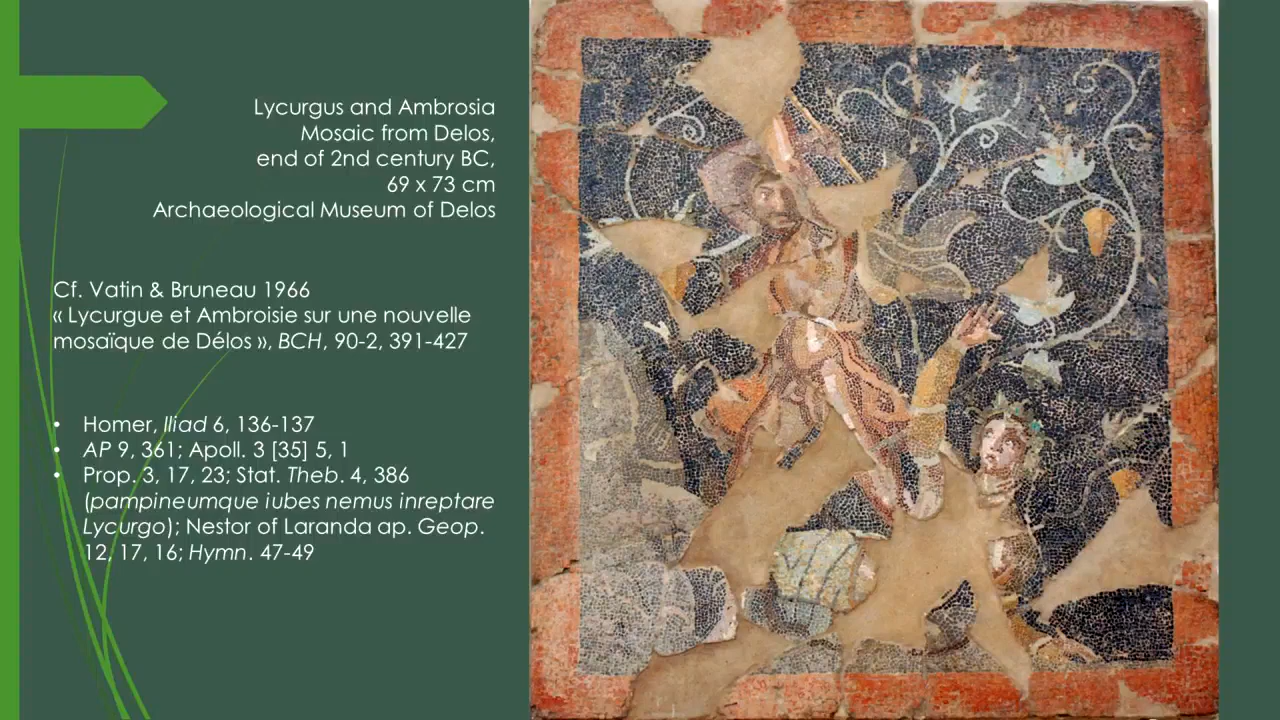 Lycurgus and Ambrosia
Mosaic from Delos,
end of 2nd century BC,
69 x 73 cm
Archaeological Museum of Delos
Cf. Vatin & Bruneau 1966
« Lycurgue et Ambroisie sur une nouvelle
mosaïque de Délos », BCH, 90-2, 391-427
• Homer, Iliad 6, 136-137
• AP 9, 361; Apoll. 3 [35] 5, 1
• Prop. 3, 17, 23; Stat. Theb. 4, 386
(pampineumque iubes nemus inreptare
Lycurgo); Nestor of Laranda ap. Geop.
12, 17, 16; Hymn. 47-49